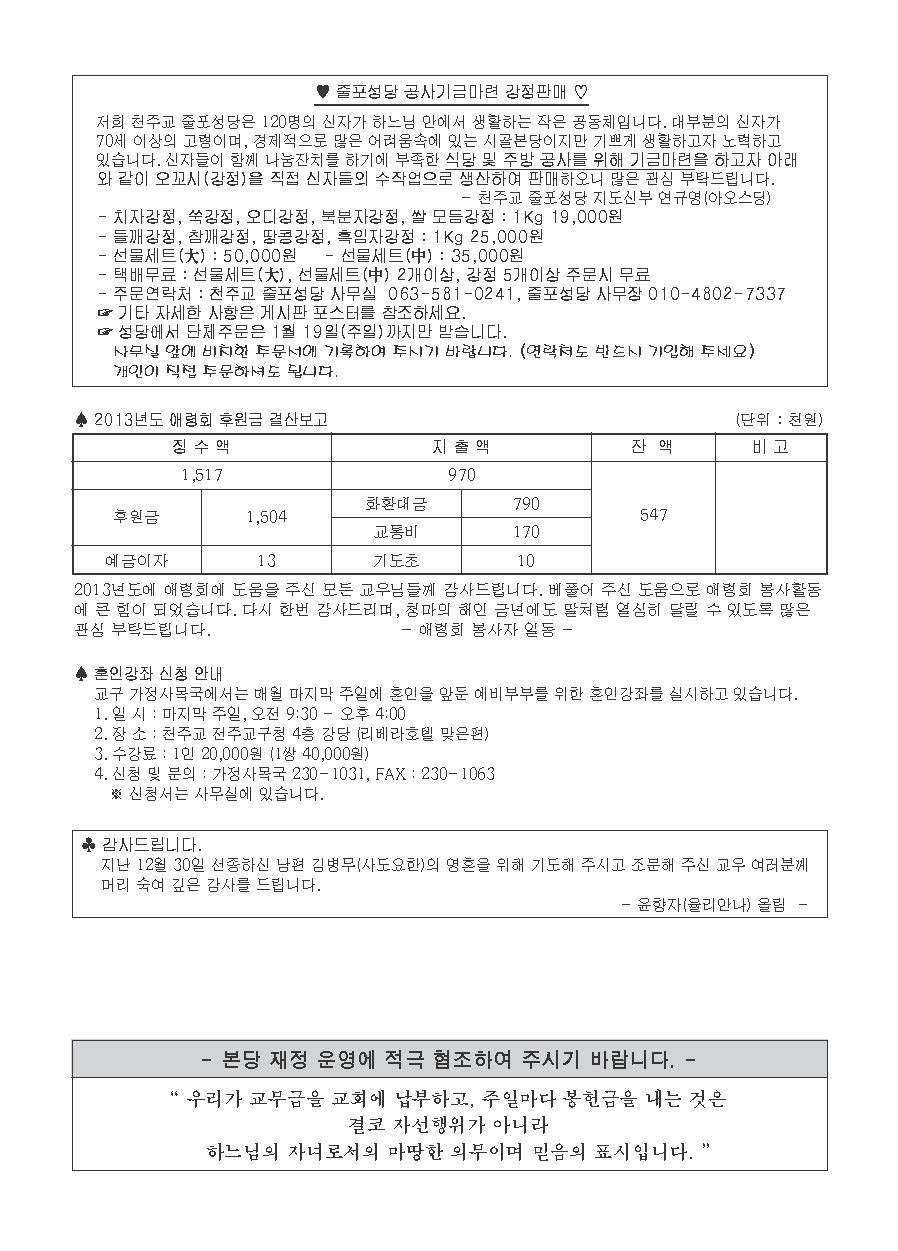 ♥ 줄포성당 공사기금마련 강정판매 ♡
저희 천주교 줄포성당은 120명의 신자가 하느님 안에서 생활하는 작은 공동체입니다. 대부분의 신자가
70세 이상의 고령이며, 경제적으로 많은 어려움속에 있는 시골본당이지만 기쁘게 생활하고자 노력하고
있습니다. 신자들이 함께 나눔잔치를 하기에 부족한 식당 및 주방 공사를 위해 기금마련을 하고자 아래
와 같이 오꼬시(강정)을 직접 신자들의 수작업으로 생산하여 판매하오니 많은 관심 부탁드립니다.
- 천주교 줄포성당 지도신부 연규영(아오스딩)
- 치자강정, 쑥강정, 오디강정, 복분자강정, 쌀 모듬강정 : 1Kg 19,000원
- 들깨강정, 참깨강정, 땅콩강정, 흑임자강정 : 1Kg 25,000원
- 선물세트(大) : 50,000원 - 선물세트(中) : 35,000원
- 택배무료 : 선물세트(大), 선물세트(中) 2개이상, 강정 5개이상 주문시 무료
- 주문연락처 : 천주교 줄포성당 사무실 063-581-0241, 줄포성당 사무장 010-4802-7337
☞ 기타 자세한 사항은 게시판 포스터를 참조하세요.
☞ 성당에서 단체주문은 1월 19일(주일)까지만 받습니다.
사무실 앞에 비치한 주문서에 기록하여 주시기 바랍니다. (연락처도 반드시 기입해 주세요)
개인이 직접 주문하셔도 됩니다.
♠ 2013년도 애령회 후원금 결산보고 (단위 : 천원)
징 수 액 지 출 액 잔 액 비 고
1,517 970 547
후원금 1,504 화환대금 790
교통비 170
예금이자 13 기도초 10
2013년도에 애령회에 도움을 주신 모든 교우님들께 감사드립니다. 베풀어 주신 도움으로 애령회 봉사활동
에 큰 힘이 되었습니다. 다시 한번 감사드리며, 청마의 해인 금년에도 말처럼 열심히 달릴 수 있도록 많은
관심 부탁드립니다. - 애령회 봉사자 일동 -
♠ 혼인강좌 신청 안내
교구 가정사목국에서는 매월 마지막 주일에 혼인을 앞둔 예비부부를 위한 혼인강좌를 실시하고 있습니다.
1. 일 시 : 마지막 주일, 오전 9:30 - 오후 4:00
2. 장 소 : 천주교 전주교구청 4층 강당 (리베라호텔 맞은편)
3. 수강료 : 1인 20,000원 (1쌍 40,000원)
4. 신청 및 문의 : 가정사목국 230-1031, FAX : 230-1063
※ 신청서는 사무실에 있습니다.
♣ 감사드립니다.
지난 12월 30일 선종하신 남편 김병무(사도요한)의 영혼을 위해 기도해 주시고 조문해 주신 교우 여러분께
머리 숙여 깊은 감사를 드립니다.
- 윤향자(율리안나) 올림 -
- 본당 재정 운영에 적극 협조하여 주시기 바랍니다. -
“ 우리가 교무금을 교회에 납부하고, 주일마다 봉헌금을 내는 것은
결코 자선행위가 아니라
하느님의 자녀로서의 마땅한 의무이며 믿음의 표시입니다. ”